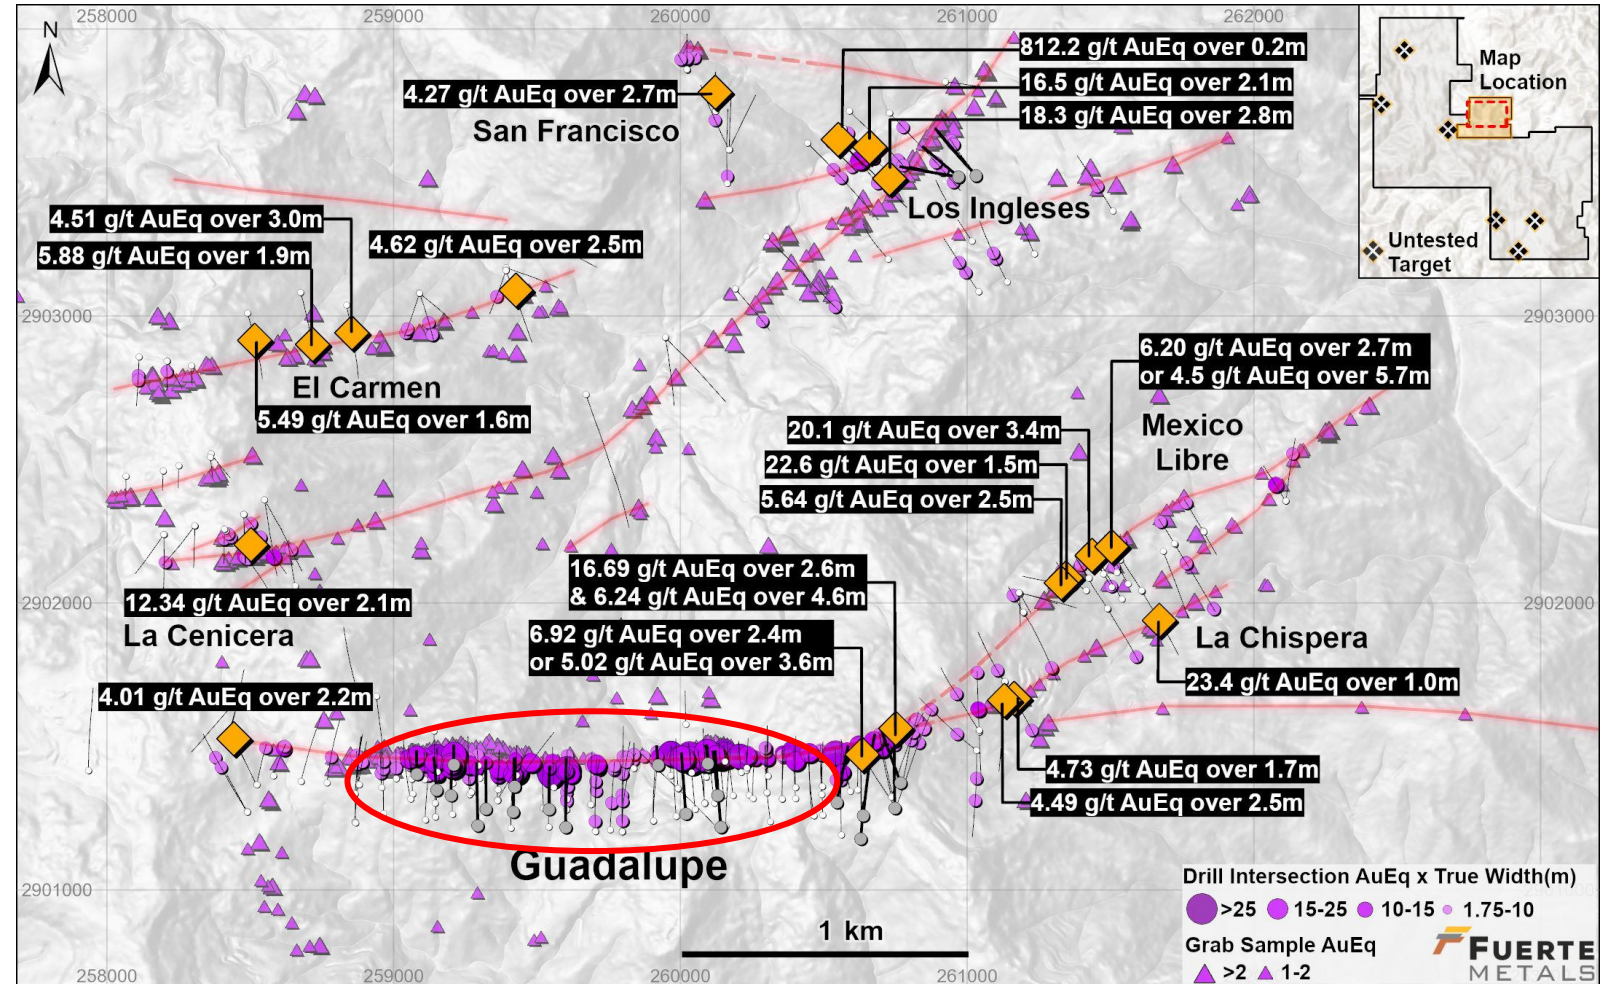 258000
259000
260000
261000
262000
N
812.2 g/t AuEq over 0.2m
16.5 g/t AuEq over 2.1m
18.3 g/t AuEq over 2.8m
4.27 g/t AuEq over 2.7m
San Francisco
Los Ingleses
Map
Location
Untested
Target
4.51 g/t AuEq over 3.0m
5.88 g/t AuEq over 1.9m
4.62 g/t AuEq over 2.5m
2903000
2903000
El Carmen
5.49 g/t AuEq over 1.6m
6.20 g/t AuEq over 2.7m
or 4.5 g/t AuEq over 5.7m
Mexico
Libre
20.1 g/t AuEq over 3.4m
22.6 g/t AuEq over 1.5m
5.64 g/t AuEq over 2.5m
16.69 g/t AuEq over 2.6m
& 6.24 g/t AuEq over 4.6m
2902000
2902000
12.34 g/t AuEq over 2.1m
La Cenicera
6.92 g/t AuEq over 2.4m
or 5.02 g/t AuEq over 3.6m
La Chispera
23.4 g/t AuEq over 1.0m
4.01 g/t AuEq over 2.2m
4.73 g/t AuEq over 1.7m
4.49 g/t AuEq over 2.5m
Guadalupe
2901000
1 km
Drill Intersection AuEq x True Width(m)
>25 15-25 10-15 1.75-10
Grab Sample AuEq
>2 1-2
FUERTE
METALS
258000
259000
260000
261000